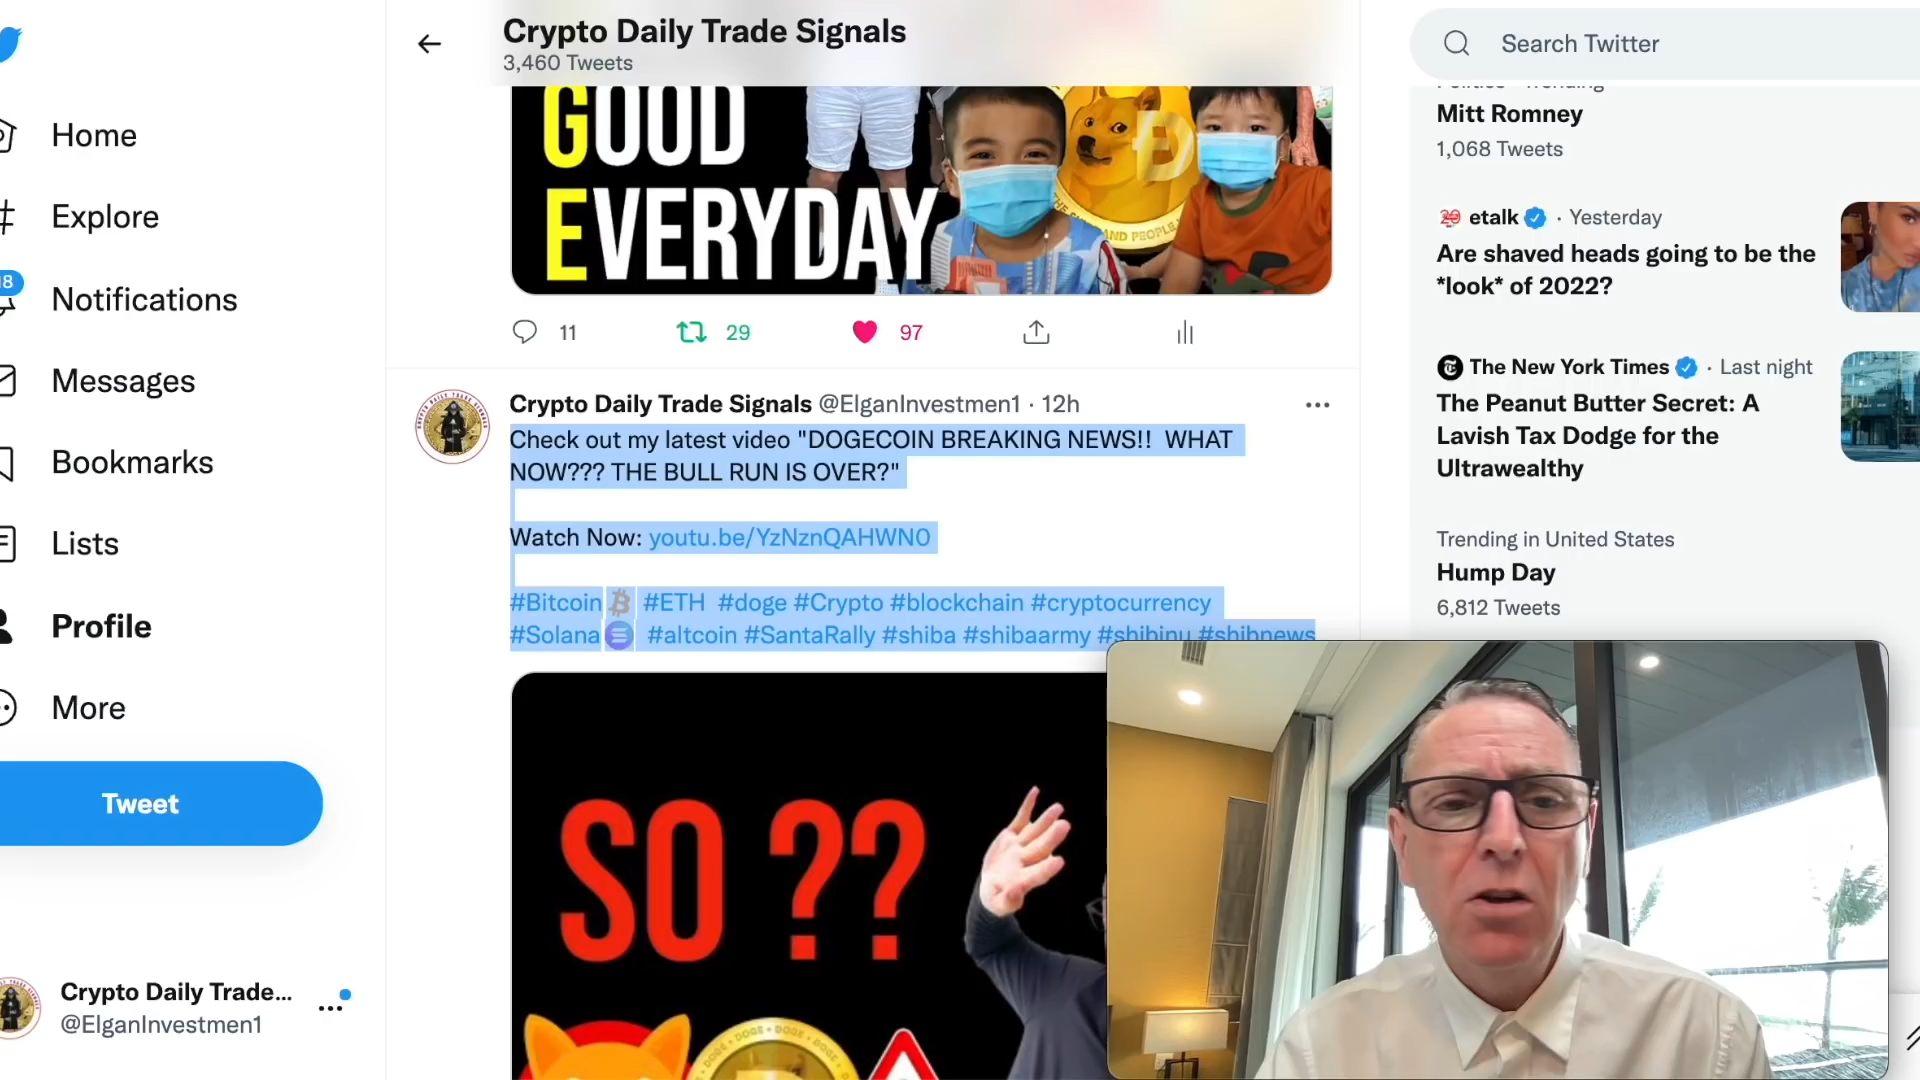 Crypto Daily Trade Signals
3,460 Tweets
Search Twitter
Mitt Romney
1,068 Tweets
Home
Explore
18
Notifications
Messages
Bookmarks
Lists
Profile
More
Tweet
Crypto Daily Trade...
@ElganInvestmen1
GOOD
EVERYDAY
11
29
97
Crypto Daily Trade Signals @ElganInvestmen1 · 12h
Check out my latest video "DOGECOIN BREAKING NEWS!! WHAT
NOW??? THE BULL RUN IS OVER?"
Watch Now: youtu.be/YzNznQAHWN0
#Bitcoin #ETH #doge #Crypto #blockchain #cryptocurrency
#Solana #altcoin #SantaRally #shiba #shibaarmy #shibinu #shibnews
SO ??
DOGE · DOGE · DOGE
etalk · Yesterday
Are shaved heads going to be the
*look* of 2022?
The New York Times · Last night
The Peanut Butter Secret: A
Lavish Tax Dodge for the
Ultrawealthy
Trending in United States
Hump Day
6,812 Tweets